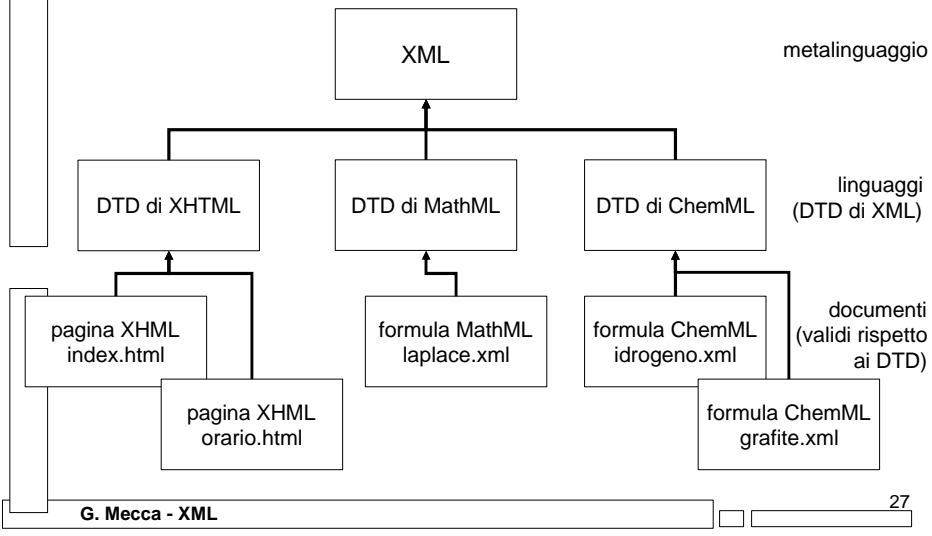 XML
metalinguaggio
DTD di XHTML
DTD di MathML
DTD di ChemML
linguaggi
(DTD di XML)
pagina XHML
index.html
formula MathML
laplace.xml
formula ChemML
idrogeno.xml
documenti
(validi rispetto
ai DTD)
pagina XHML
orario.html
formula ChemML
grafite.xml
G. Mecca - XML
27